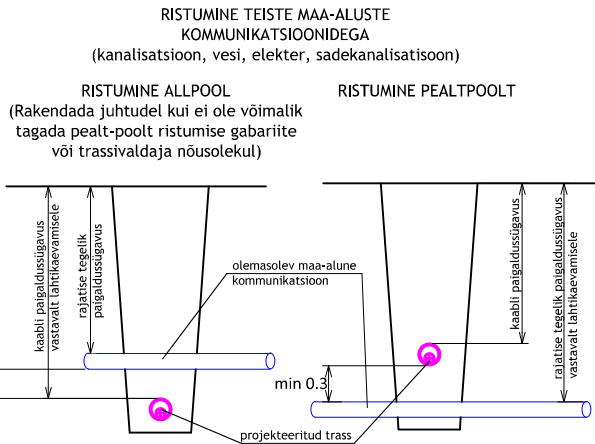 RISTUMINE TEISTE MAA-ALUSTE
KOMMUNIKATSIOONIDEGA
(kanalisatsioon, vesi, elekter, sadekanalisatisoon)
RISTUMINE ALLPOOL
(Rakendada juhtudel kui ei ole võimalik
tagada pealt-poolt ristumise gabariite
või trassivaldaja nõusolekul)
RISTUMINE PEALTPOOLT
kaabli paigaldussügavus
vastavalt lahtikaevamisele
rajatise tegelik
paigaldussügavus
olemasolev maa-alune
kommunikatsioon
kaabli paigaldussügavus
rajatise tegelik paigaldussügavus
vastavalt lahtikaevamisele
min 0.3
projekteeritud trass